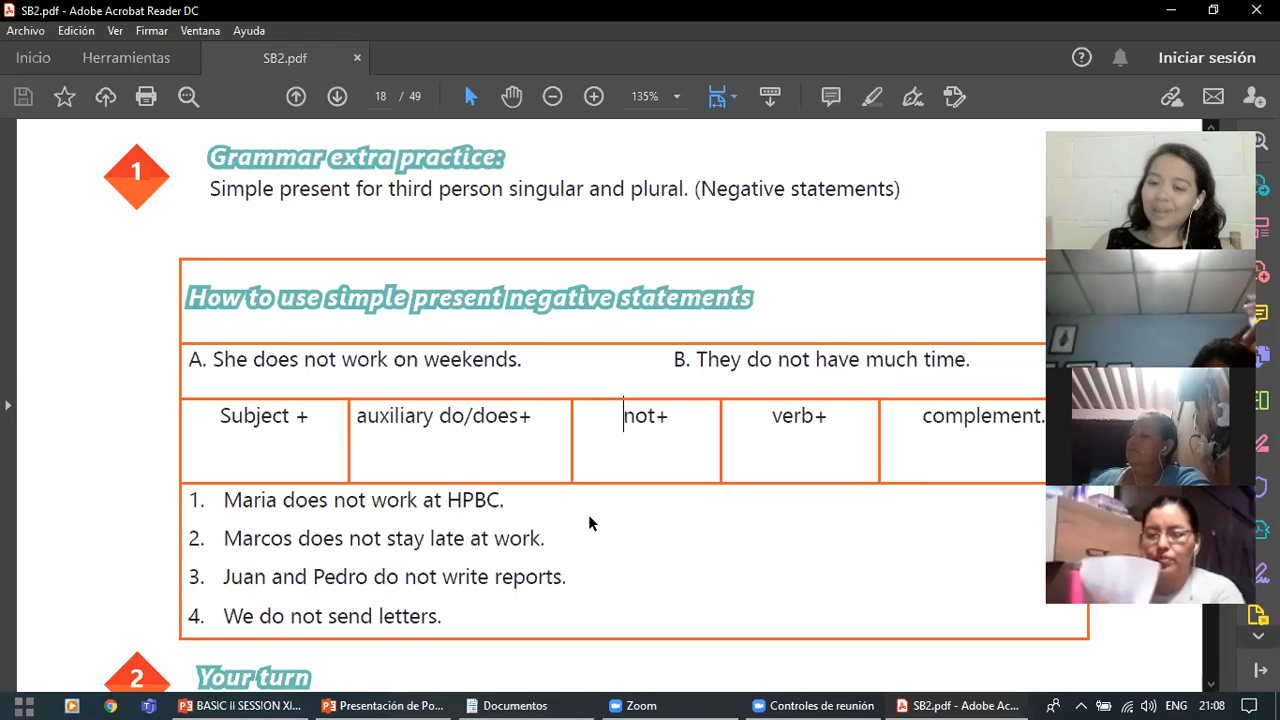 SB2.pdf - Adobe Acrobat Reader DC
Archivo Edición Ver Firmar Ventana Ayuda
Inicio Herramientas SB2.pdf × Iniciar sesión
18 / 49 135%
1 Grammar extra practice:
Simple present for third person singular and plural. (Negative statements)
How to use simple present negative statements
A. She does not work on weekends. B. They do not have much time.
Subject + auxiliary do/does+ not+ verb+ complement.
1. Maria does not work at HPBC.
2. Marcos does not stay late at work.
3. Juan and Pedro do not write reports.
4. We do not send letters.
2 Your turn
BASIC II SESSION XI... Presentación de Po... Documentos Zoom Controles de reunión SB2.pdf - Adobe Ac... ENG 21:08